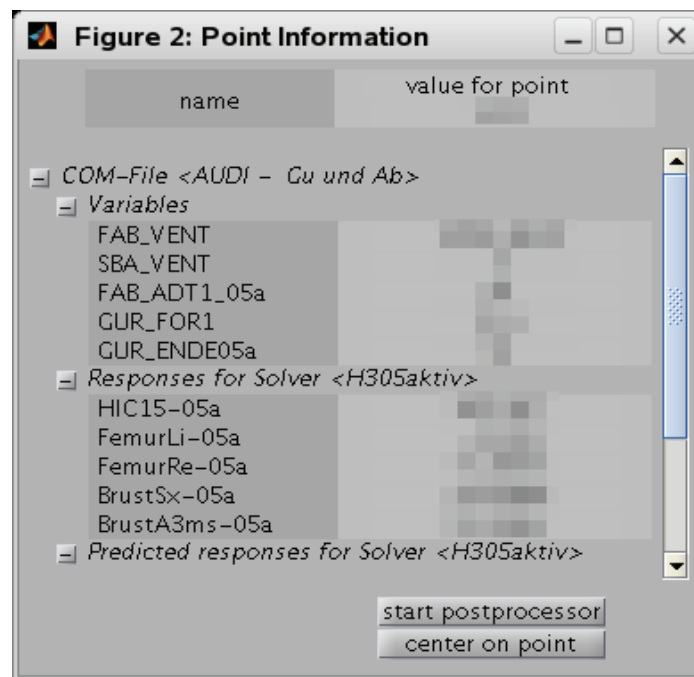 Figure 2: Point Information
name
value for point
COM-File <AUDI - Gu und Ab>
Variables
FAB_VENT
SBA_VENT
FAB_ADT1_05a
GUR_FOR1
GUR_ENDE05a
Responses for Solver <H305aktiv>
HIC15-05a
FemurLi-05a
FemurRe-05a
BrustSx-05a
BrustA3ms-05a
Predicted responses for Solver <H305aktiv>
start postprocessor
center on point